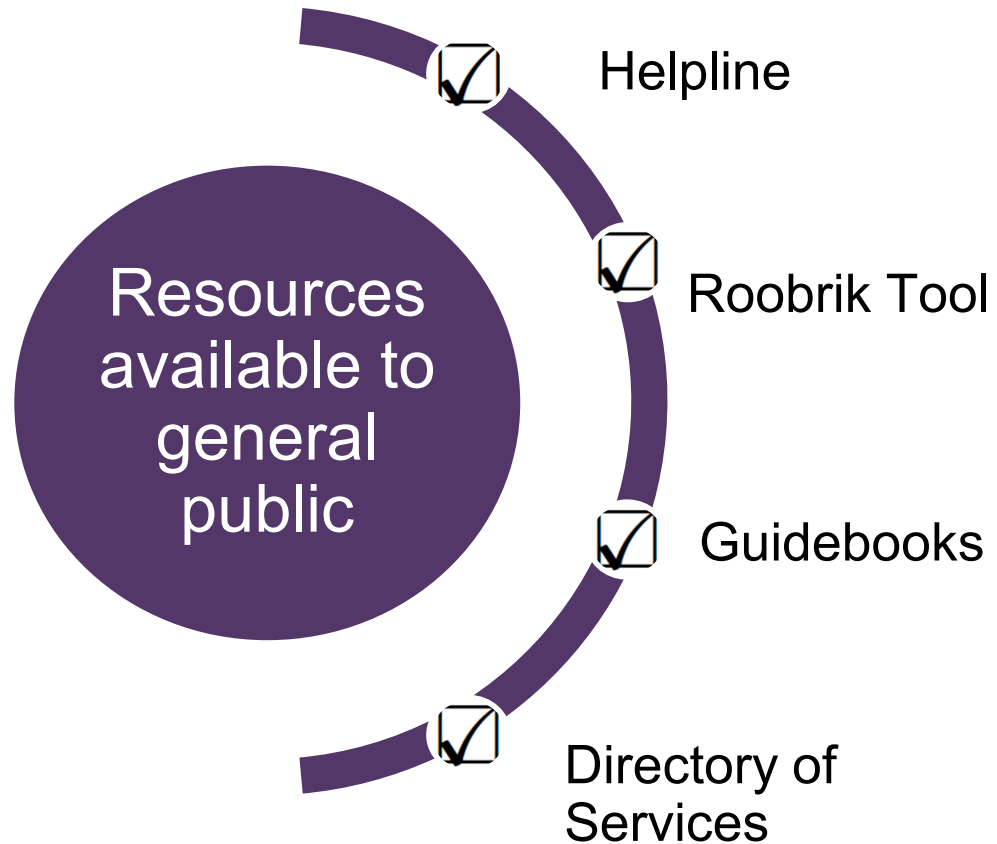 Resources
available to
general
public
Helpline
Roobrik Tool
Guidebooks
Directory of
Services